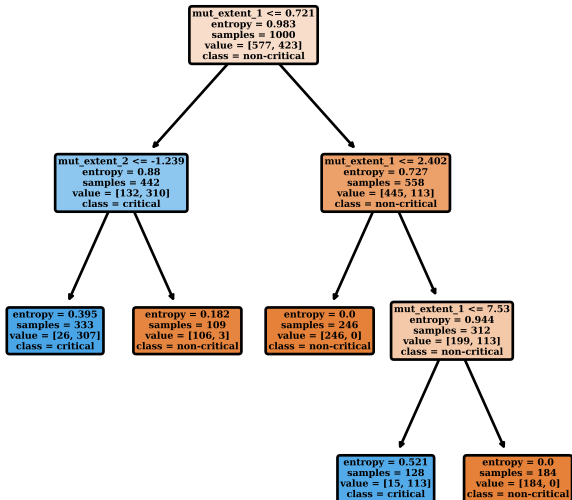 mut_extent_1 <= 0.721
entropy = 0.983
samples = 1000
value = [577, 423]
class = non-critical
mut_extent_2 <= -1.239
entropy = 0.88
samples = 442
value = [132, 310]
class = critical
mut_extent_1 <= 2.402
entropy = 0.727
samples = 558
value = [445, 113]
class = non-critical
entropy = 0.395
samples = 333
value = [26, 307]
class = critical
entropy = 0.182
samples = 109
value = [106, 3]
class = non-critical
entropy = 0.0
samples = 246
value = [246, 0]
class = non-critical
mut_extent_1 <= 7.53
entropy = 0.944
samples = 312
value = [199, 113]
class = non-critical
entropy = 0.521
samples = 128
value = [15, 113]
class = critical
entropy = 0.0
samples = 184
value = [184, 0]
class = non-critical